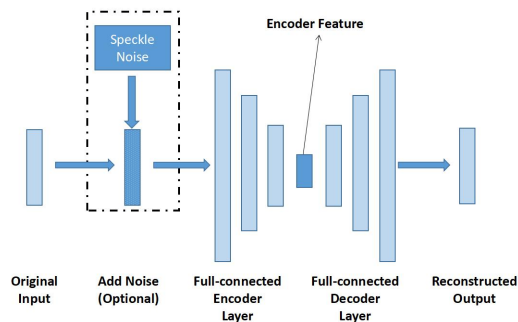 Encoder Feature
Speckle
Noise
Original
Input
Add Noise
(Optional)
Full-connected
Encoder
Layer
Full-connected
Decoder
Layer
Reconstructed
Output